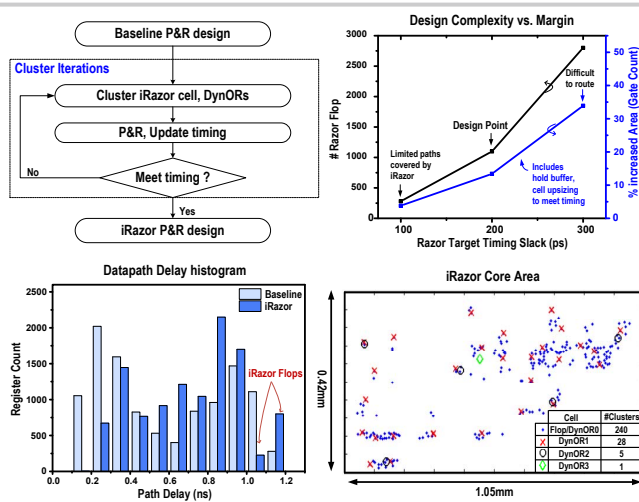 Baseline P&R design
Cluster Iterations
Cluster iRazor cell, DynORs
P&R, Update timing
No
Meet timing ?
Yes
iRazor P&R design
Design Complexity vs. Margin
# Razor Flop
3000
2500
2000
1500
1000
500
0
100
200
300
Razor Target Timing Slack (ps)
50
40
30
20
10
0
% increased Area (Gate Count)
Difficult
to route
Design Point
Limited paths
covered by
iRazor
Includes
hold buffer,
cell upsizing
to meet timing
Datapath Delay histogram
Register Count
2500
2000
1500
1000
500
0
0.0
0.2
0.4
0.6
0.8
1.0
1.2
Path Delay (ns)
Baseline
iRazor
iRazor Flops
iRazor Core Area
0.42mm
1.05mm
Cell #Clusters
Flop/DynOR0 240
DynOR1 28
DynOR2 5
DynOR3 1